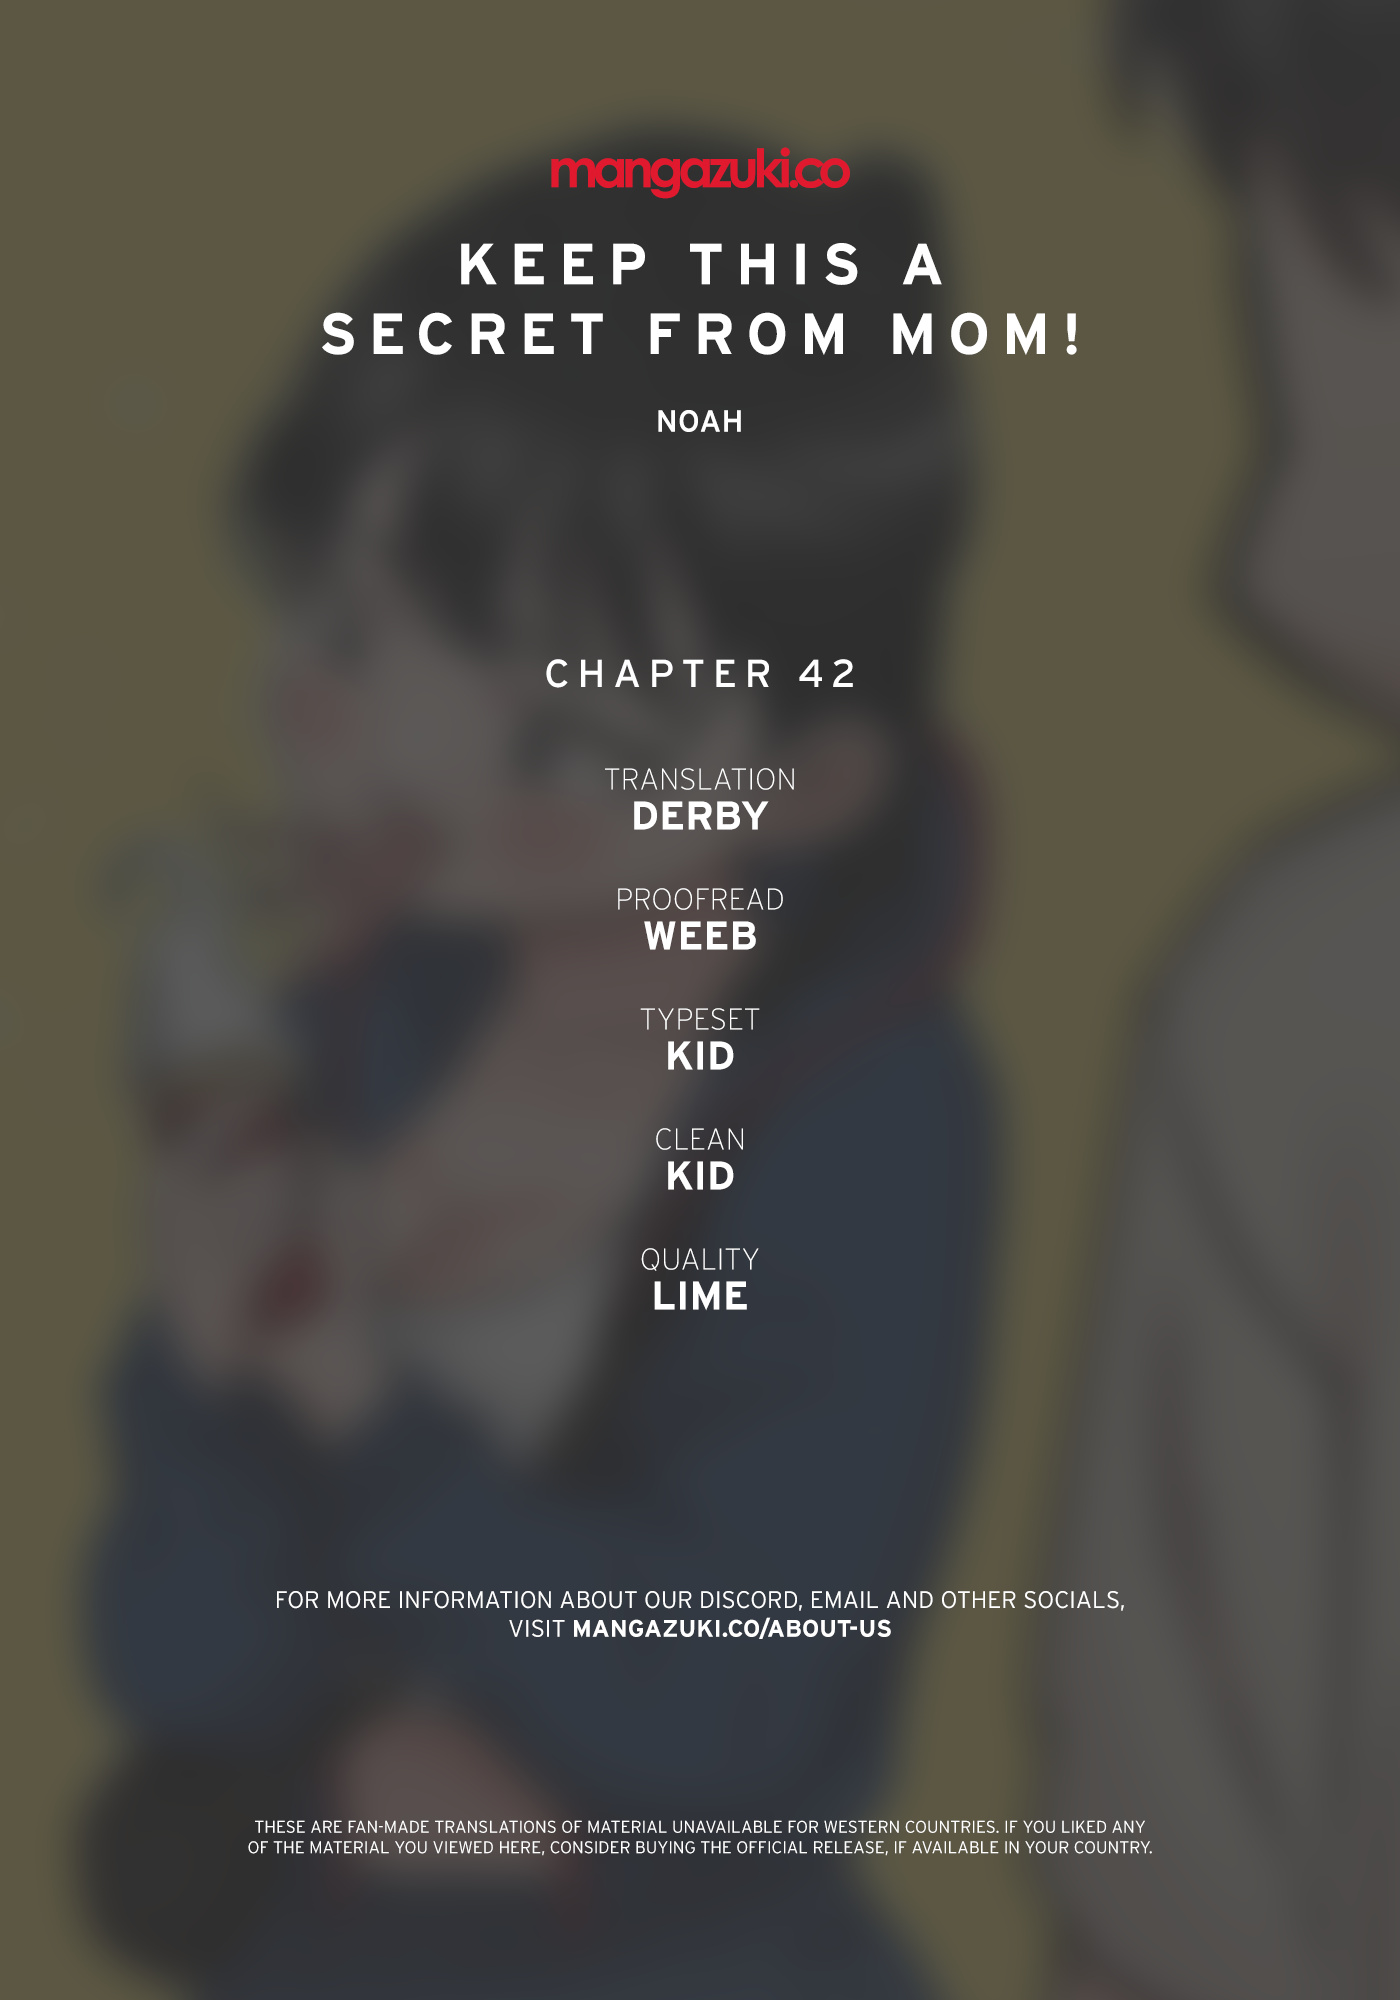 mangazuki.co
KEEP THIS A
SECRET FROM MOM!
NOAH
CHAPTER 42
TRANSLATION
DERBY
PROOFREAD
WEEB
TYPESET
KID
CLEAN
KID
QUALITY
LIME
FOR MORE INFORMATION ABOUT OUR DISCORD, EMAIL AND OTHER SOCIALS,
VISIT MANGAZUKI.CO/ABOUT-US
THESE ARE FAN-MADE TRANSLATIONS OF MATERIAL UNAVAILABLE FOR WESTERN COUNTRIES. IF YOU LIKED ANY
OF THE MATERIAL YOU VIEWED HERE, CONSIDER BUYING THE OFFICIAL RELEASE, IF AVAILABLE IN YOUR COUNTRY.